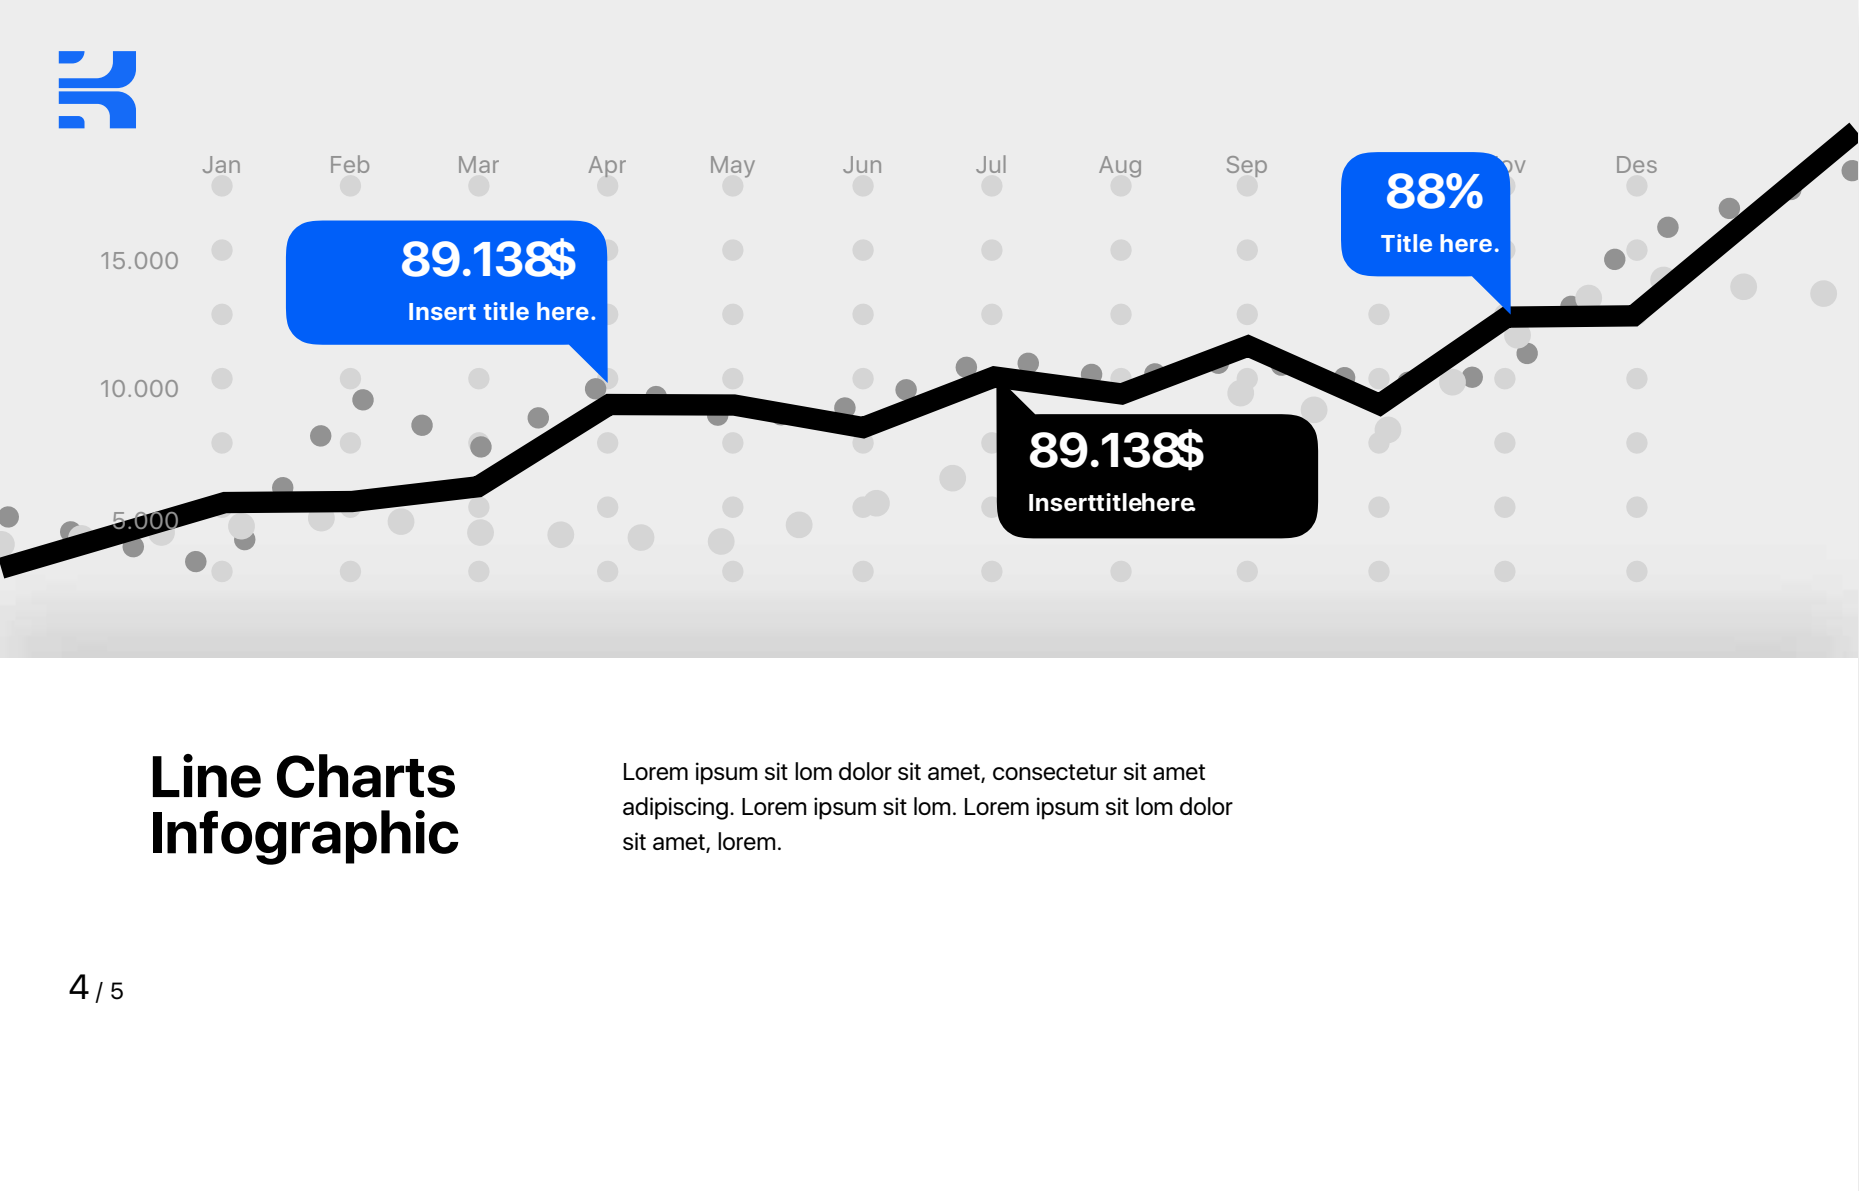 Jan Feb Mar Apr May Jun Jul Aug Sep ov Des
88%
Title here.
89.138$
Insert title here.
15.000
10.000
89.138$
Inserttitlehere.
5.000
Line Charts
Infographic
Lorem ipsum sit lom dolor sit amet, consectetur sit amet
adipiscing. Lorem ipsum sit lom. Lorem ipsum sit lom dolor
sit amet, lorem.
4 / 5